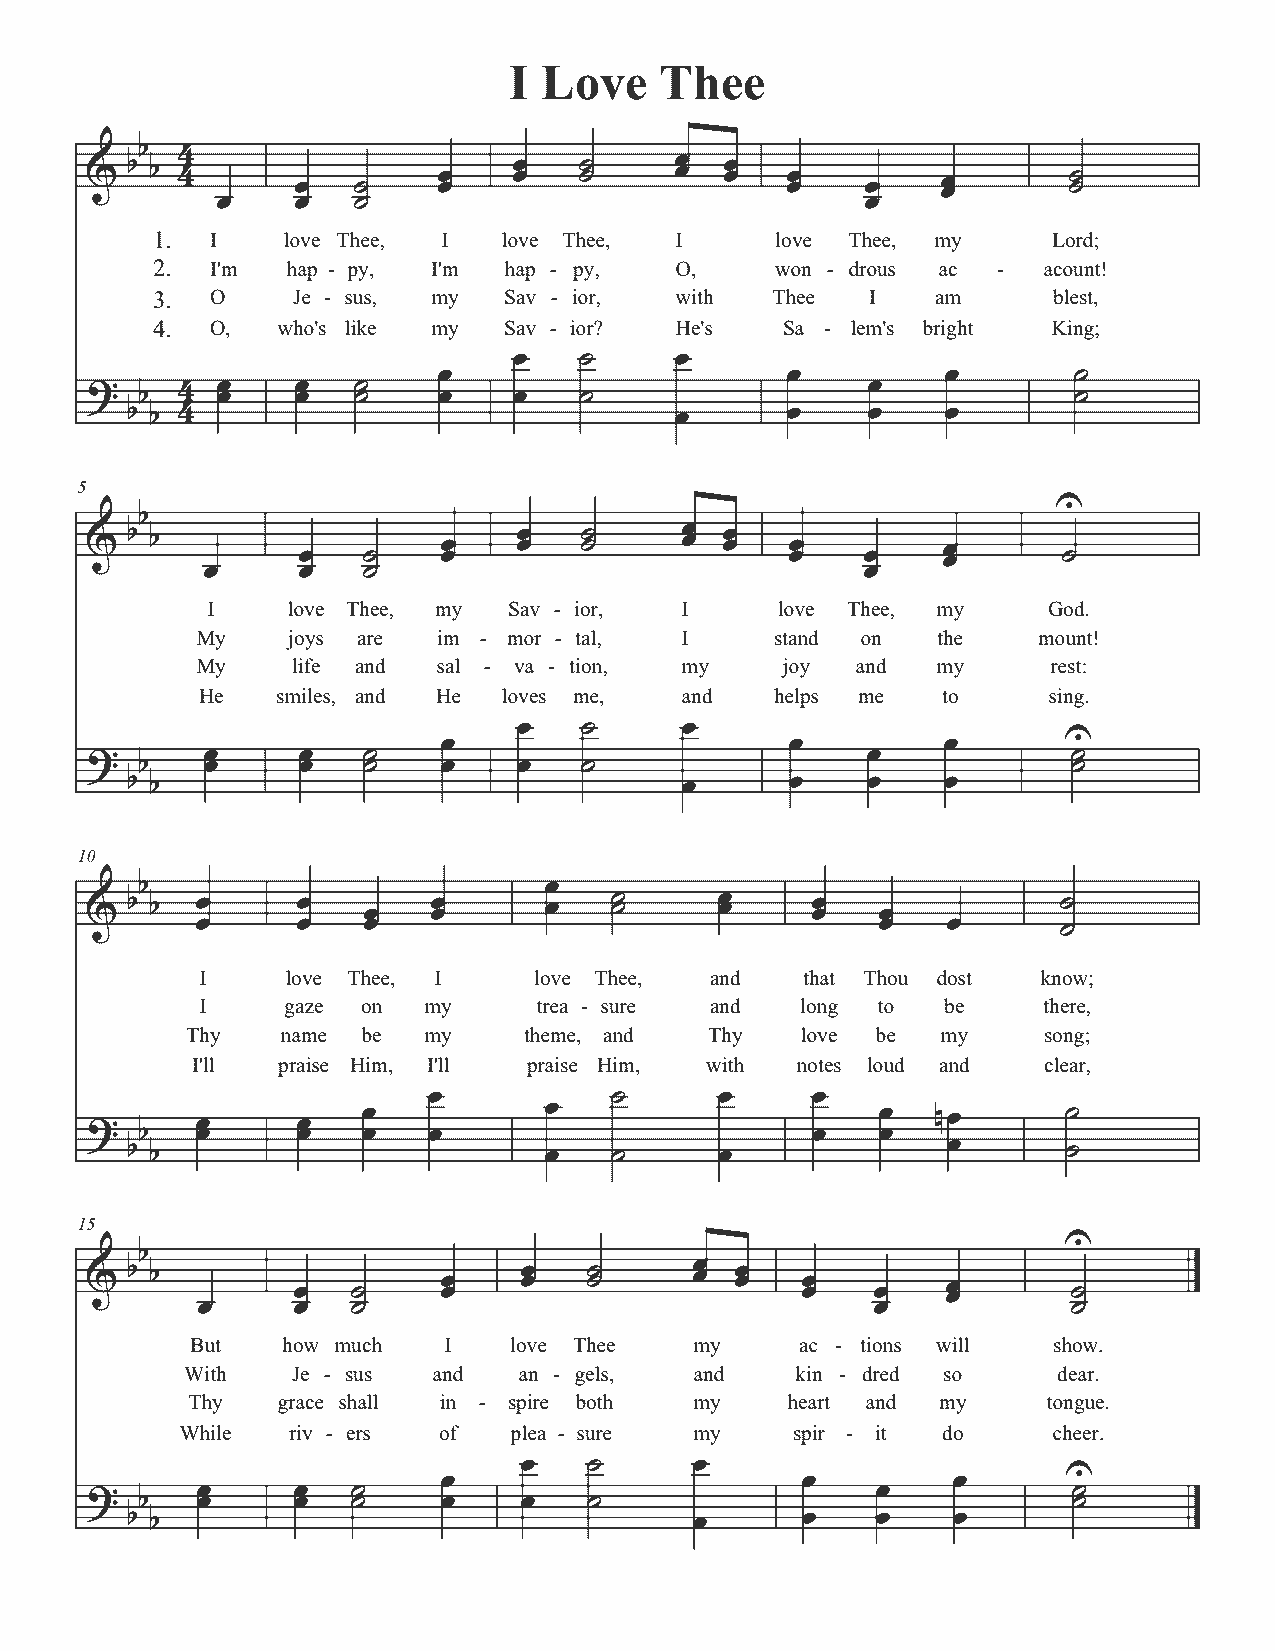 I Love Thee
4
4
1. I love Thee, I love Thee, I love Thee, my Lord;
2. I'm hap - py, I'm hap - py, O, won - drous ac - acount!
3. O Je - sus, my Sav - ior, with Thee I am blest,
4. O, who's like my Sav - ior? He's Sa - lem's bright King;
4
4
5
I love Thee, my Sav - ior, I love Thee, my God.
My joys are im - mor - tal, I stand on the mount!
My life and sal - va - tion, my joy and my rest:
He smiles, and He loves me, and helps me to sing.
10
I love Thee, I love Thee, and that Thou dost know;
I gaze on my trea - sure and long to be there,
Thy name be my theme, and Thy love be my song;
I'll praise Him, I'll praise Him, with notes loud and clear,
15
But how much I love Thee my ac - tions will show.
With Je - sus and an - gels, and kin - dred so dear.
Thy grace shall in - spire both my heart and my tongue.
While riv - ers of plea - sure my spir - it do cheer.